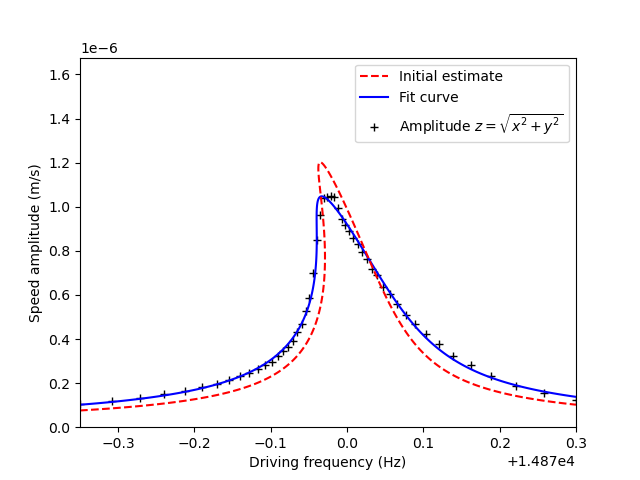 1e−6
1.6
1.4
1.2
1.0
0.8
0.6
0.4
0.2
0.0
Speed amplitude (m/s)
Initial estimate
Fit curve
Amplitude z = √x² + y²
−0.3
−0.2
−0.1
0.0
0.1
0.2
0.3
Driving frequency (Hz)
+1.487e4